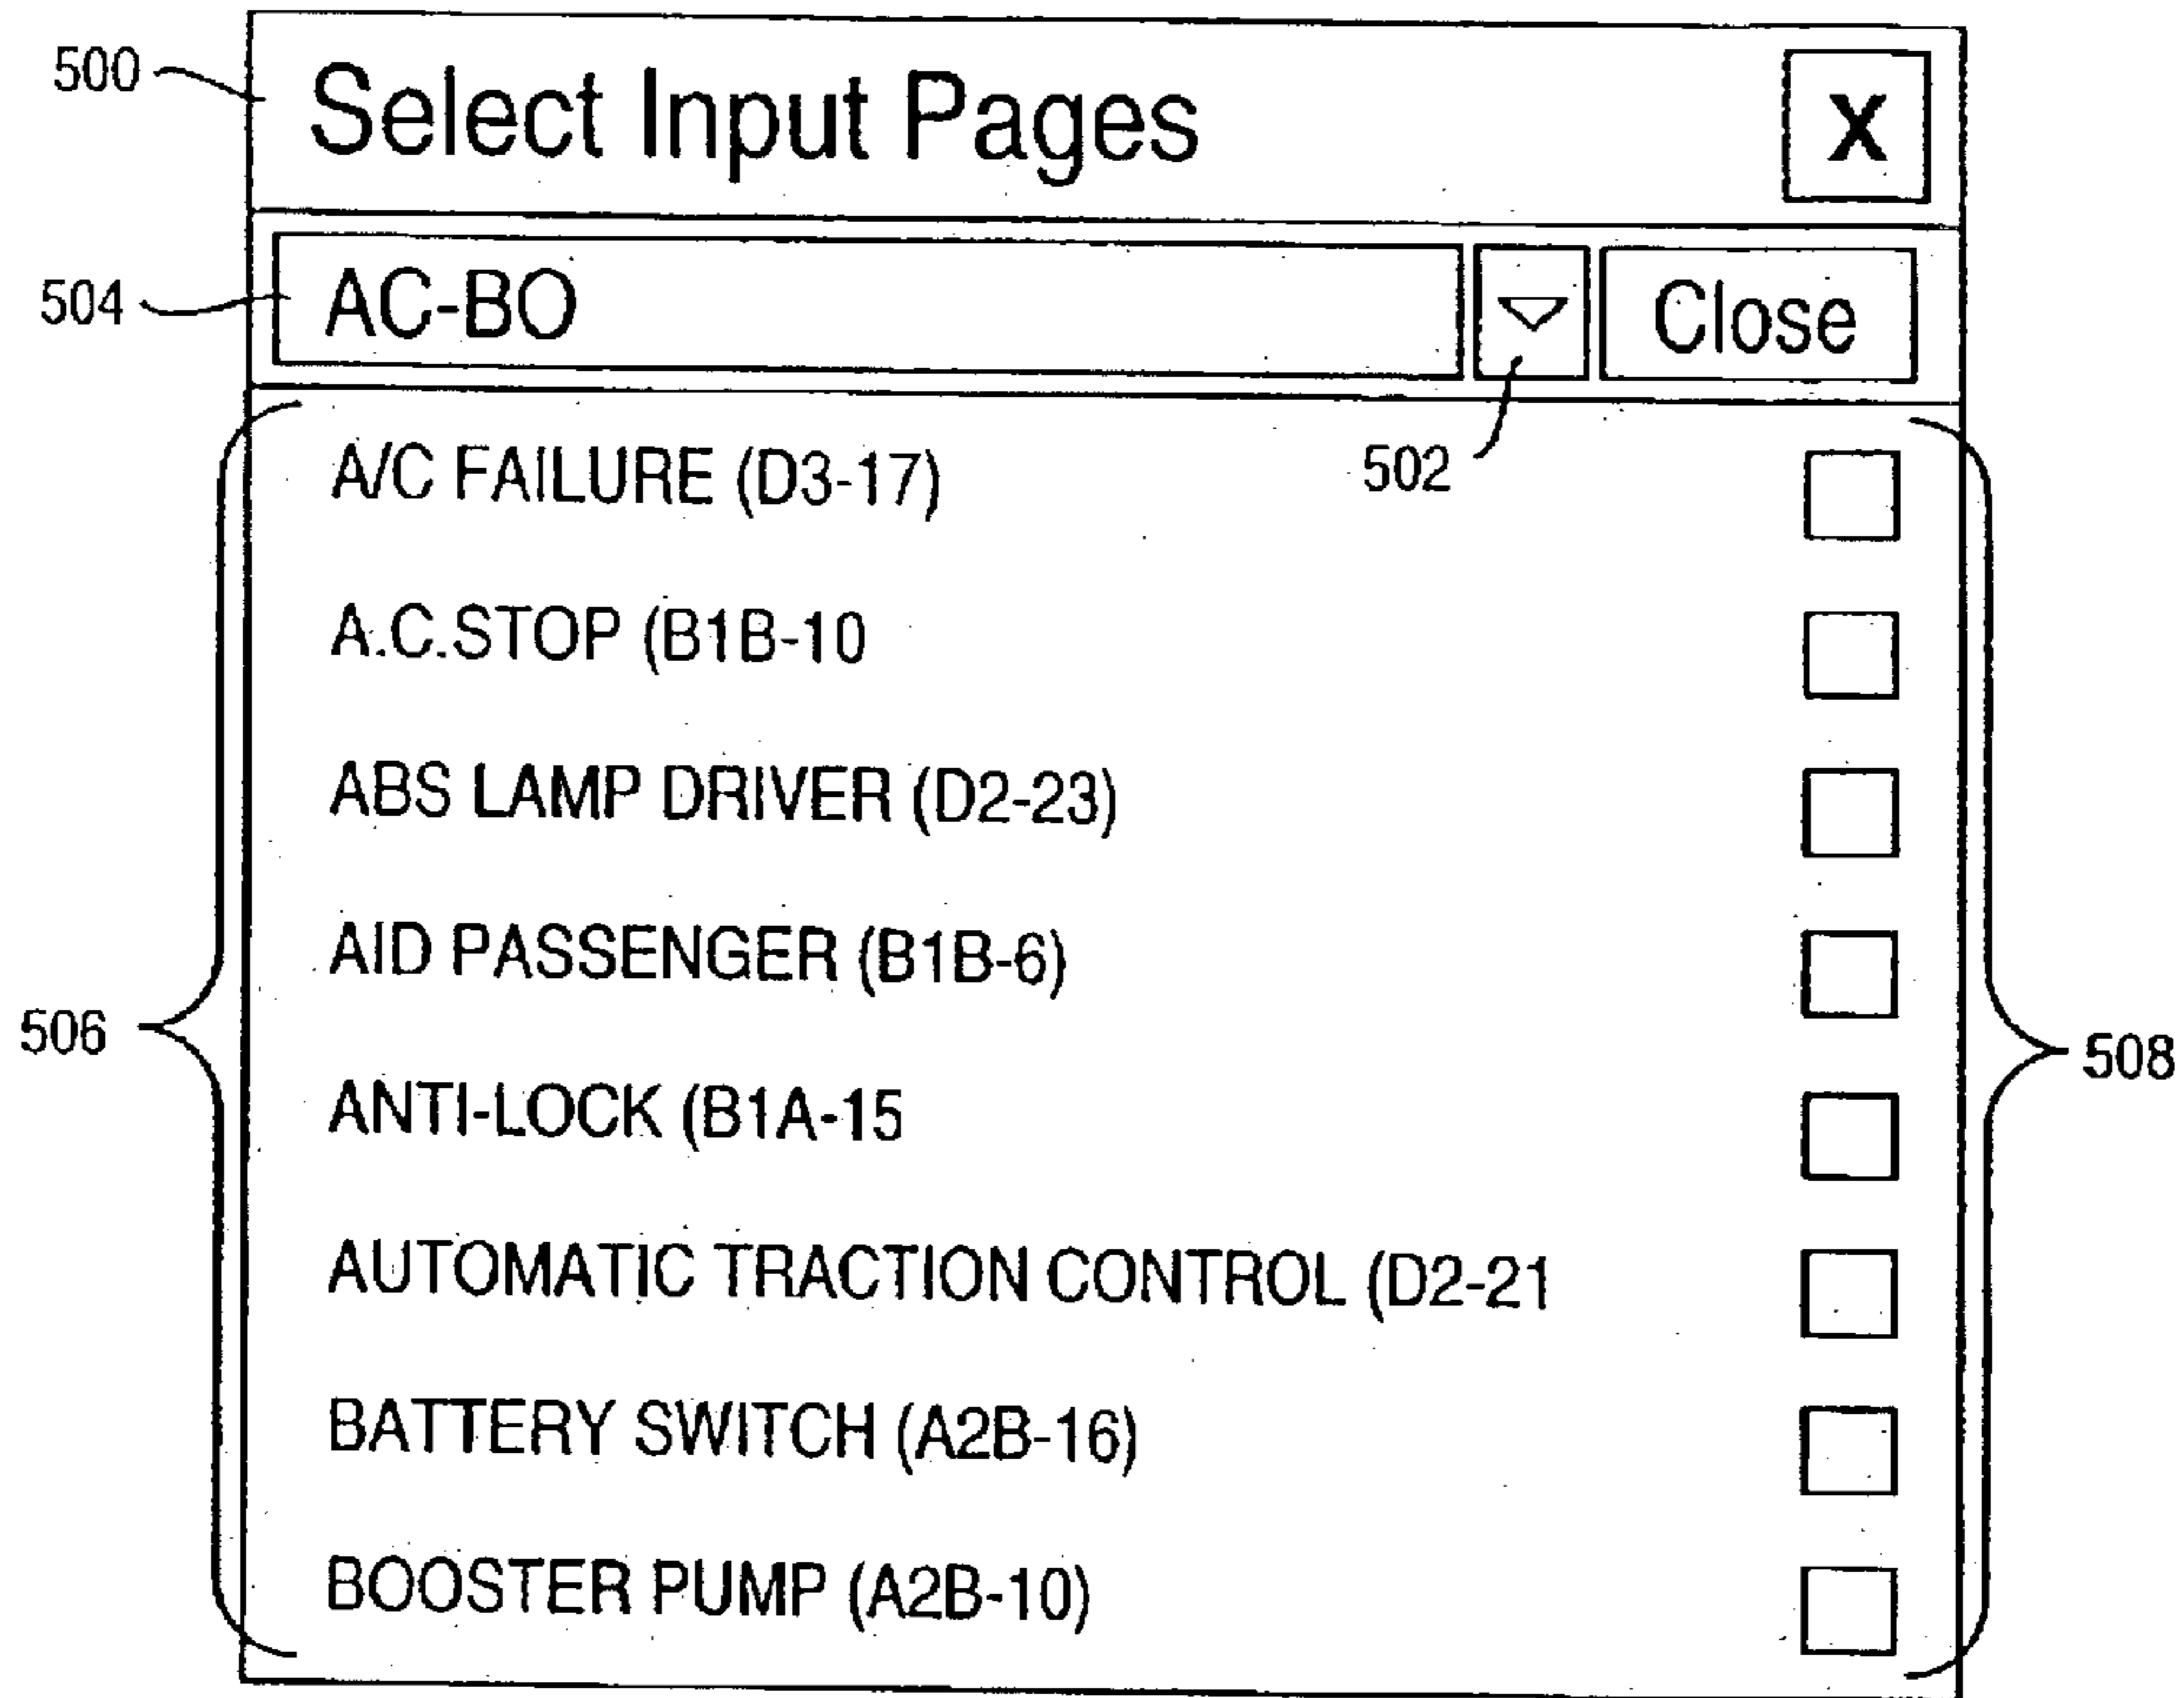 500
Select Input Pages X
504
AC-BO Close
502
A/C FAILURE (D3-17)
A.C.STOP (B1B-10
ABS LAMP DRIVER (D2-23)
AID PASSENGER (B1B-6)
506
508
ANTI-LOCK (B1A-15
AUTOMATIC TRACTION CONTROL (D2-21
BATTERY SWITCH (A2B-16)
BOOSTER PUMP (A2B-10)